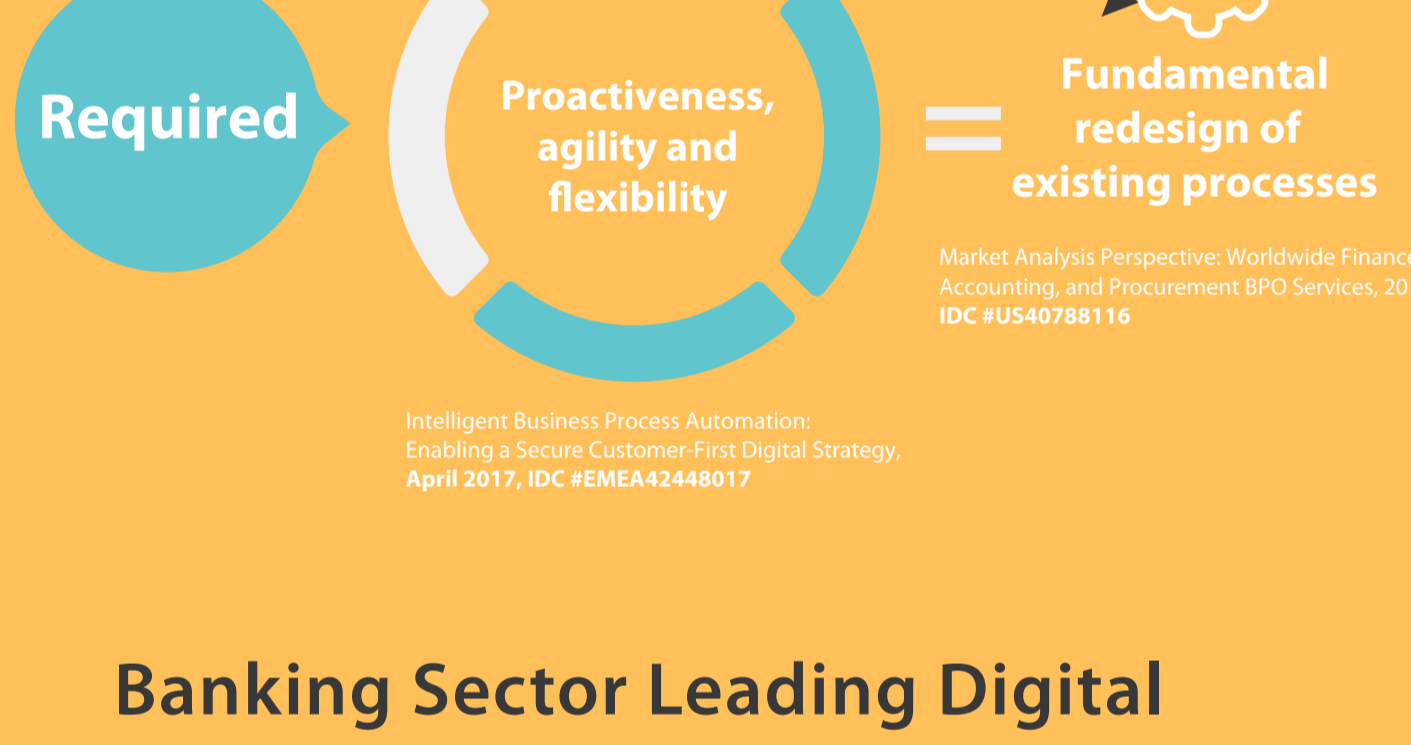 Required
Proactiveness,
agility and
flexibility
Fundamental
redesign of
existing processes
Market Analysis Perspective: Worldwide Finance
Accounting, and Procurement BPO Services, 20
IDC #US40788116
Intelligent Business Process Automation:
Enabling a Secure Customer-First Digital Strategy,
April 2017, IDC #EMEA42448017
Banking Sector Leading Digital